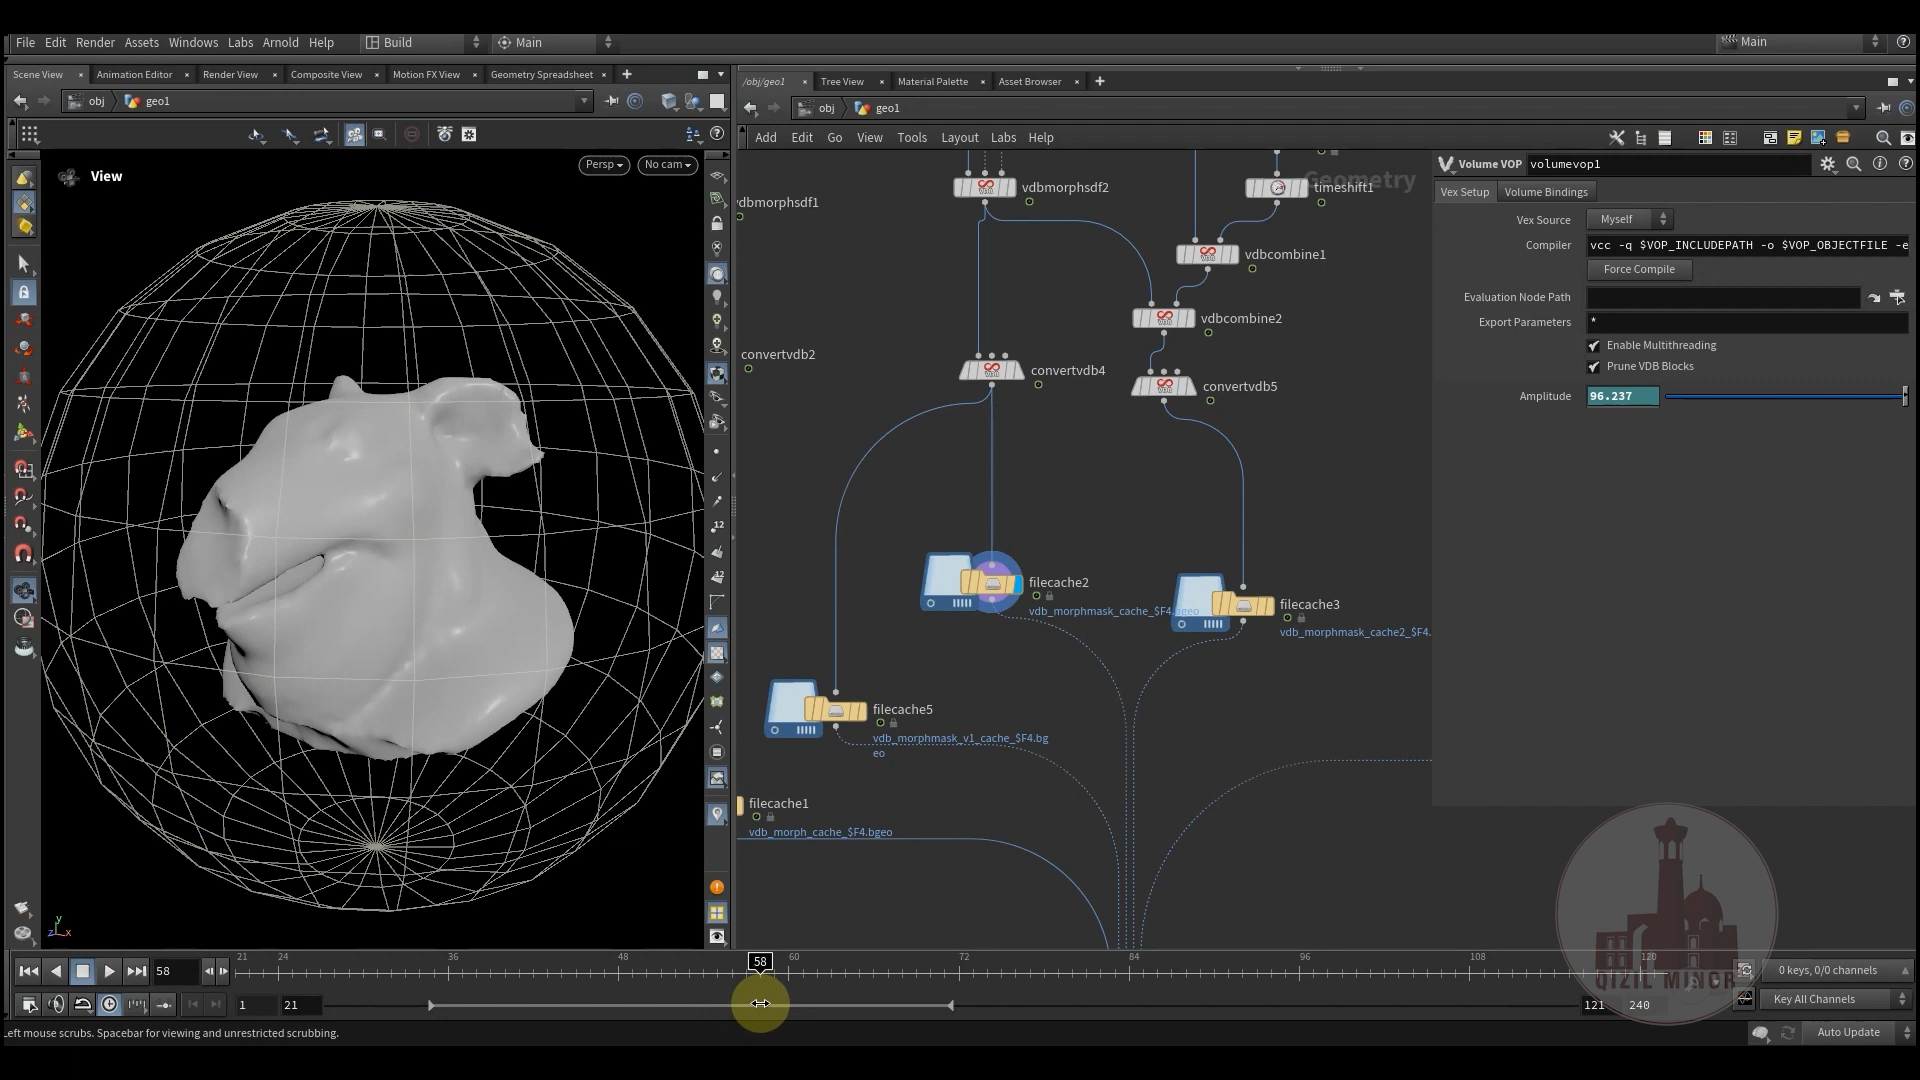 File Edit Render Assets Windows Labs Arnold Help Build Main Main
Scene View Animation Editor Render View Composite View Motion FX View Geometry Spreadsheet
/obj/geo1 Tree View Material Palette Asset Browser
obj geo1
obj geo1
Add Edit Go View Tools Layout Labs Help
View
Persp
No cam
Geometry
vdbmorphsdf2
timeshift1
vdbmorphsdf1
vdbcombine1
vdbcombine2
convertvdb2
convertvdb4
convertvdb5
filecache2
vdb_morphmask_cache_$F4.bgeo
filecache3
vdb_morphmask_cache2_$F4.
filecache5
vdb_morphmask_v1_cache_$F4.bg
eo
filecache1
vdb_morph_cache_$F4.bgeo
Volume VOP volumevop1
Vex Setup Volume Bindings
Vex Source Myself
Compiler vcc -q $VOP_INCLUDEPATH -o $VOP_OBJECTFILE -e
Force Compile
Evaluation Node Path
Export Parameters *
Enable Multithreading
Prune VDB Blocks
Amplitude 96.237
12
12
y
z x
QIZIL MINOR
58
21 24 36 48 58 60 72 84 96 108 120
0 keys, 0/0 channels
1 21 121 240
Key All Channels
Left mouse scrubs. Spacebar for viewing and unrestricted scrubbing.
Auto Update